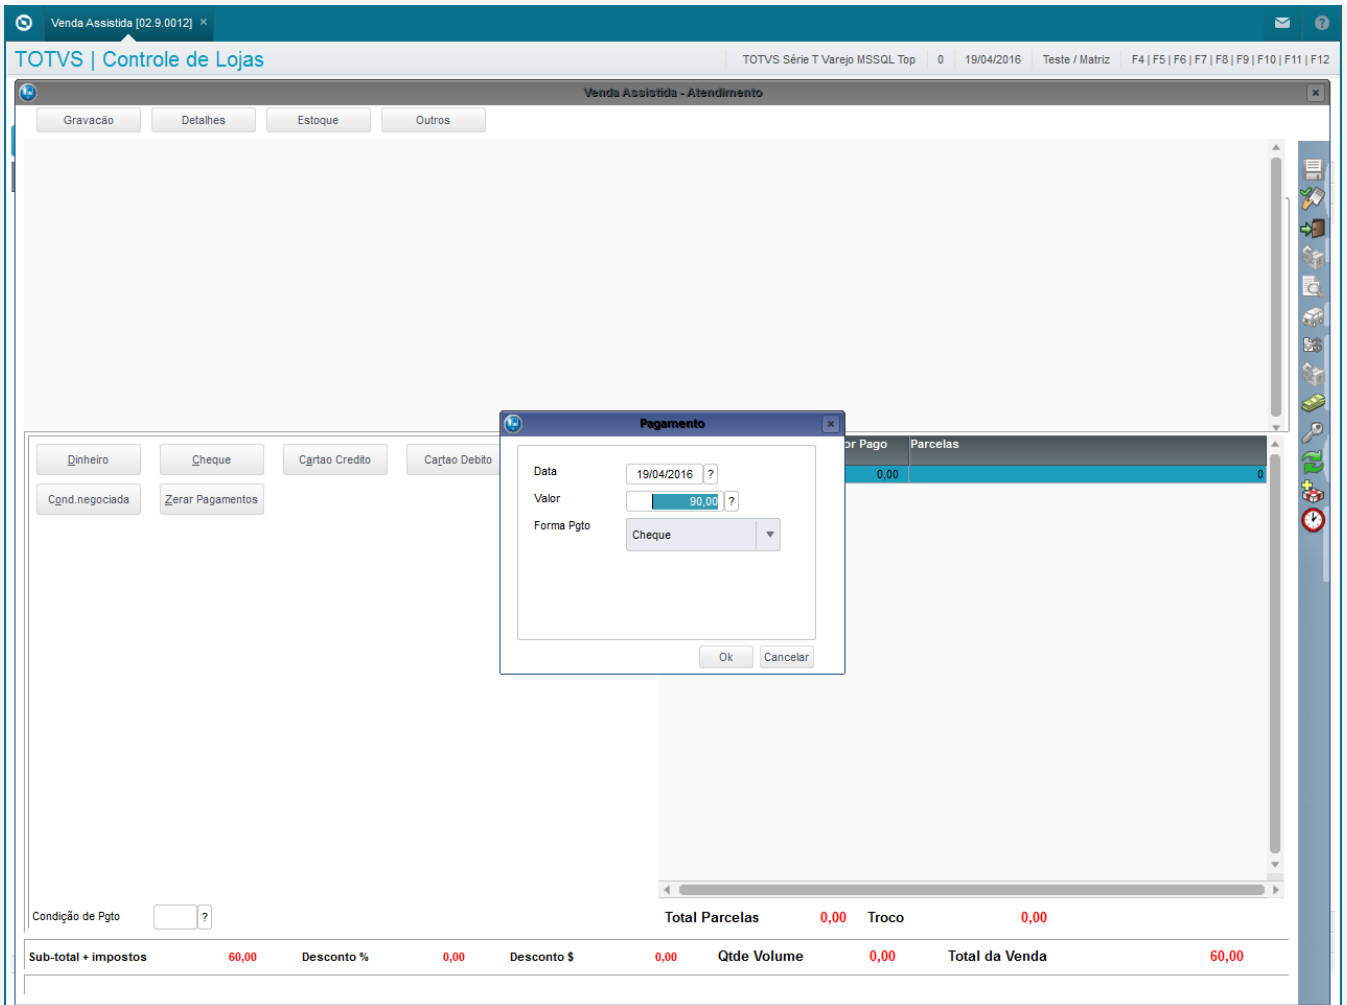 Venda Assistida [02.9.0012] ×
TOTVS | Controle de Lojas
TOTVS Série T Varejo MSSQL Top 0 19/04/2016 Teste / Matriz F4 | F5 | F6 | F7 | F8 | F9 | F10 | F11 | F12
Venda Assistida - Atendimento
Gravacão Detalhes Estoque Outros
Pagamento
Dinheiro Cheque Cartao Credito Cartao Debito
Cond.negociada Zerar Pagamentos
Data 19/04/2016 ?
Valor 90,00 ?
Forma Pgto Cheque
Ok Cancelar
or Pago Parcelas
0,00 0
Condição de Pgto ?
Total Parcelas 0,00 Troco 0,00
Sub-total + impostos 60,00 Desconto % 0,00 Desconto $ 0,00 Qtde Volume 0,00 Total da Venda 60,00